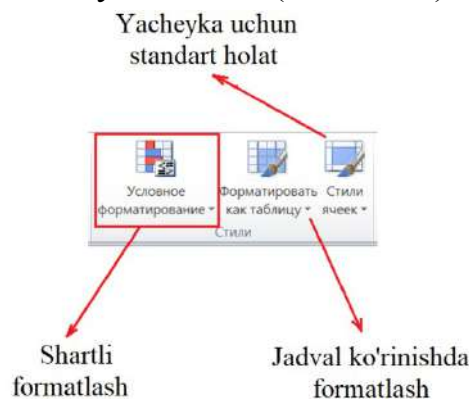 Yacheyka uchun
standart holat
Условное
форматирование
Форматировать
как таблицу
Стили
ячеек
Стили
Shartli
formatlash
Jadval ko'rinishda
formatlash